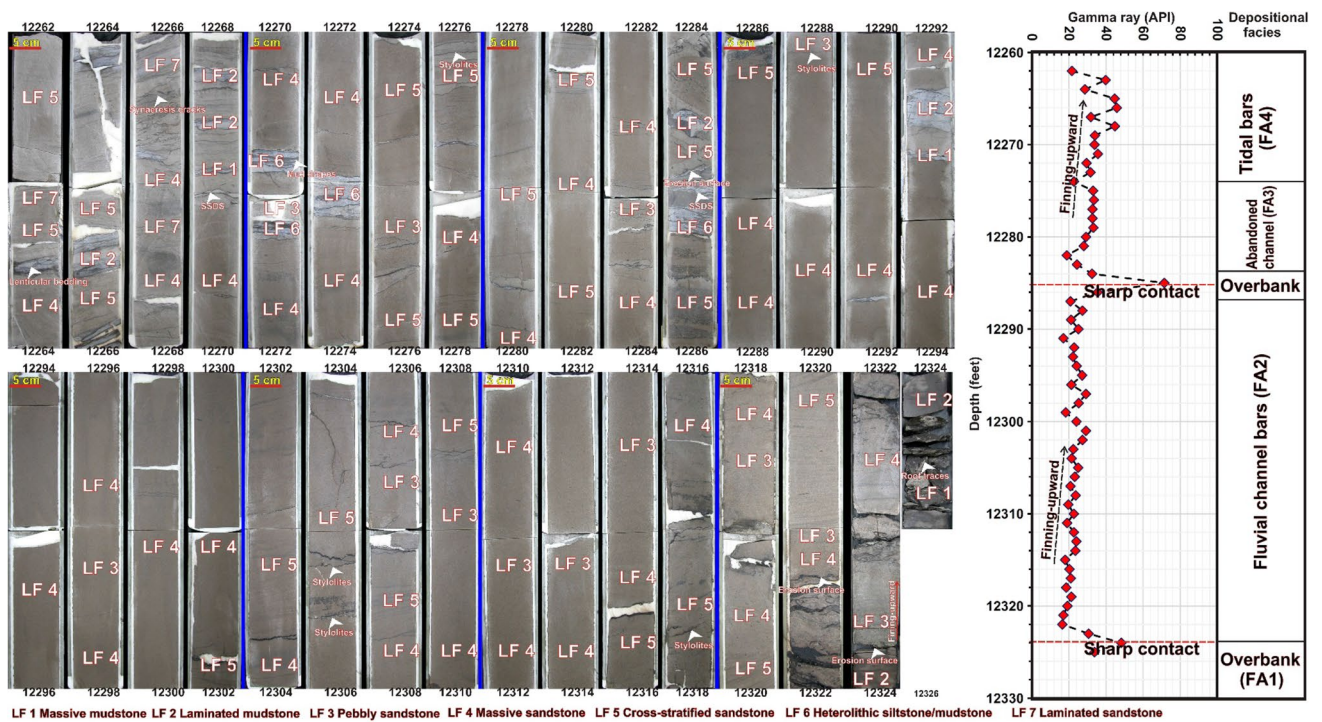 12262 12264 12266 12268 12270 12272 12274 12276 12278 12280 12282 12284 12286 12288 12290 12292
5 cm 5 cm 5 cm
LF 5
LF 7
LF 5
Lenticular bedding
LF 4
LF 5
LF 2
LF 5
LF 7
Synaeresis cracks
LF 4
LF 7
LF 4
LF 2
LF 2
LF 1
SSDS
LF 4
LF 4
LF 6
LF 3
LF 6
LF 4
LF 4
LF 6
LF 4
LF 5
LF 3
LF 5
Stylolites
LF 5
LF 4
LF 5
LF 5
LF 4
LF 5
LF 4
LF 4
LF 3
LF 4
LF 5
LF 2
LF 5
SSDS
LF 6
LF 5
LF 5
LF 4
LF 4
LF 3
Stylolites
LF 4
LF 5
LF 4
LF 4
LF 2
LF 1
LF 4
12264 12266 12268 12270 12272 12274 12276 12278 12280 12282 12284 12286 12288 12290 12292 12294
12294 12296 12298 12300 12302 12304 12306 12308 12310 12312 12314 12316 12318 12320 12322 12324
5 cm 5 cm 5 cm 5 cm
LF 4
LF 4
LF 3
LF 4
LF 4
LF 4
LF 5
LF 5
LF 4
LF 5
Stylolites
Stylolites
LF 4
LF 3
LF 5
LF 4
LF 5
LF 3
LF 4
LF 4
LF 3
LF 4
LF 3
LF 4
LF 3
LF 4
LF 5
LF 4
LF 5
Stylolites
LF 4
LF 3
LF 4
LF 5
LF 5
LF 3
LF 4
Erosion surface
LF 4
LF 3
Fining-upward
Erosion surface
LF 2
LF 2
Root traces
LF 1
12296 12298 12300 12302 12304 12306 12308 12310 12312 12314 12316 12318 12320 12322 12324 12326
LF 1 Massive mudstone LF 2 Laminated mudstone LF 3 Pebbly sandstone LF 4 Massive sandstone LF 5 Cross-stratified sandstone LF 6 Heterolithic siltstone/mudstone LF 7 Laminated sandstone
Gamma ray (API)
0 20 40 60 80 100
Depositional
facies
Depth (feet)
12260
12270
12280
12290
12300
12310
12320
12330
Finning-upward
Sharp contact
Finning-upward
Sharp contact
Tidal bars
(FA4)
Abandoned
channel (FA3)
Overbank
Fluvial channel bars (FA2)
Overbank
(FA1)